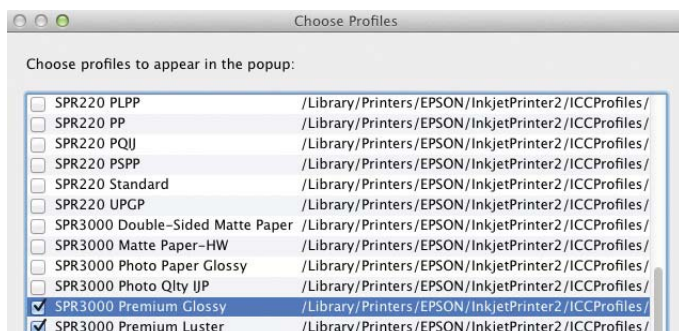 Choose Profiles
Choose profiles to appear in the popup:
SPR220 PLPP /Library/Printers/EPSON/InkjetPrinter2/ICCProfiles/
SPR220 PP /Library/Printers/EPSON/InkjetPrinter2/ICCProfiles/
SPR220 PQIJ /Library/Printers/EPSON/InkjetPrinter2/ICCProfiles/
SPR220 PSPP /Library/Printers/EPSON/InkjetPrinter2/ICCProfiles/
SPR220 Standard /Library/Printers/EPSON/InkjetPrinter2/ICCProfiles/
SPR220 UPGP /Library/Printers/EPSON/InkjetPrinter2/ICCProfiles/
SPR3000 Double-Sided Matte Paper /Library/Printers/EPSON/InkjetPrinter2/ICCProfiles/
SPR3000 Matte Paper-HW /Library/Printers/EPSON/InkjetPrinter2/ICCProfiles/
SPR3000 Photo Paper Glossy /Library/Printers/EPSON/InkjetPrinter2/ICCProfiles/
SPR3000 Photo Qlty IJP /Library/Printers/EPSON/InkjetPrinter2/ICCProfiles/
SPR3000 Premium Glossy /Library/Printers/EPSON/InkjetPrinter2/ICCProfiles/
SPR3000 Premium Luster /Library/Printers/EPSON/InkjetPrinter2/ICCProfiles/